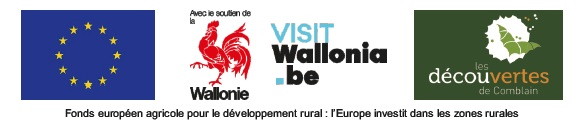 Avec le soutien de
la
Wallonie
VISIT
Wallonia
.be
les
découvertes
de Comblain
Fonds européen agricole pour le développement rural : l'Europe investit dans les zones rurales